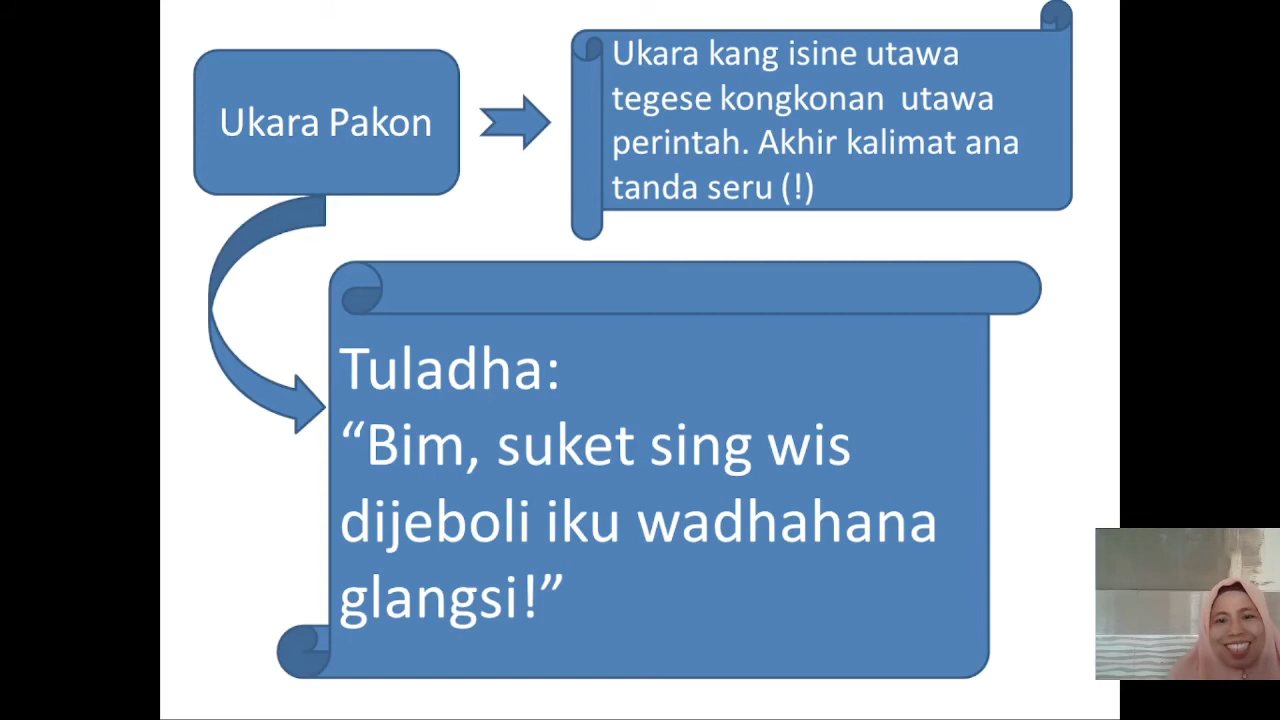 Ukara Pakon
Ukara kang isine utawa
tegese kongkonan utawa
perintah. Akhir kalimat ana
tanda seru (!)
Tuladha:
“Bim, suket sing wis
dijeboli iku wadhahana
glangsi!”